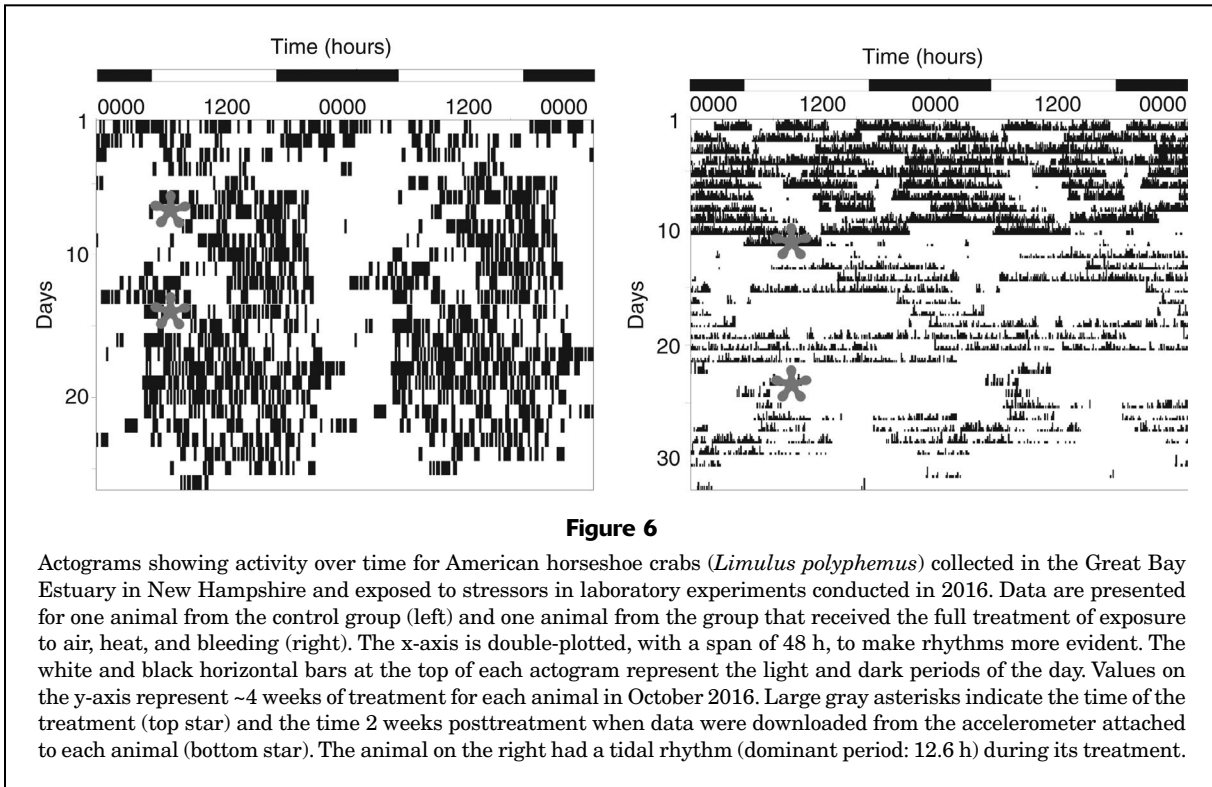 Time (hours)
0000 1200 0000 1200 0000
1
10
20
Days
Time (hours)
0000 1200 0000 1200 0000
1
10
20
30
Days
Figure 6
Actograms showing activity over time for American horseshoe crabs (Limulus polyphemus) collected in the Great Bay
Estuary in New Hampshire and exposed to stressors in laboratory experiments conducted in 2016. Data are presented
for one animal from the control group (left) and one animal from the group that received the full treatment of exposure
to air, heat, and bleeding (right). The x-axis is double-plotted, with a span of 48 h, to make rhythms more evident. The
white and black horizontal bars at the top of each actogram represent the light and dark periods of the day. Values on
the y-axis represent ~4 weeks of treatment for each animal in October 2016. Large gray asterisks indicate the time of the
treatment (top star) and the time 2 weeks posttreatment when data were downloaded from the accelerometer attached
to each animal (bottom star). The animal on the right had a tidal rhythm (dominant period: 12.6 h) during its treatment.